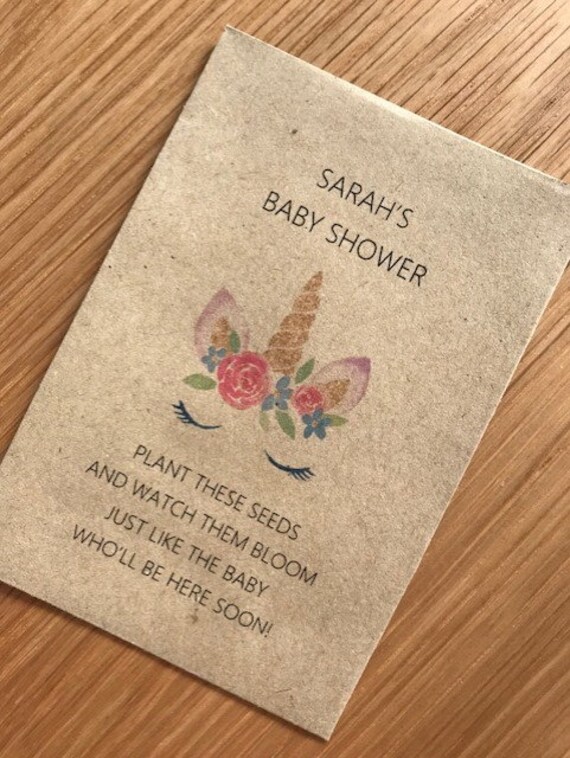 SARAH'S
BABY SHOWER
PLANT THESE SEEDS
AND WATCH THEM BLOOM
JUST LIKE THE BABY
WHO'LL BE HERE SOON!